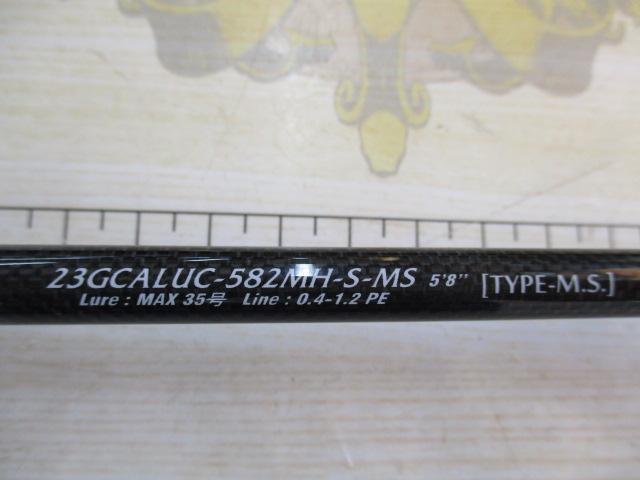 23GCALUC-582MH-S-MS 5'8" [TYPE-M.S.]
Lure : MAX 35号 Line : 0.4-1.2 PE